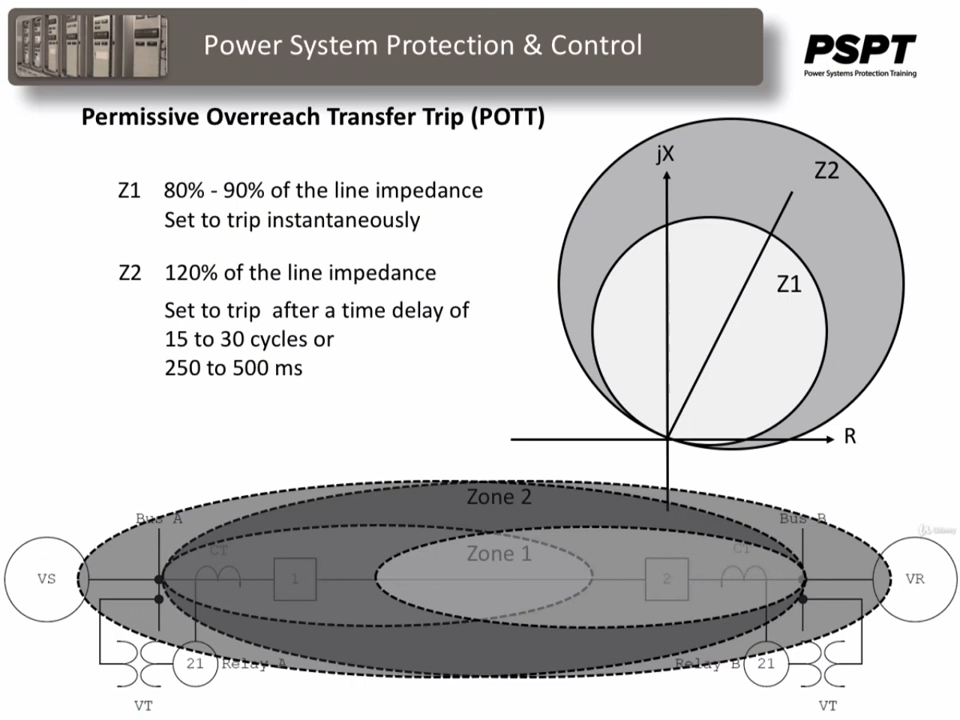 Power System Protection & Control
PSPT
Power Systems Protection Training
Permissive Overreach Transfer Trip (POTT)
jX
Z2
Z1 80% - 90% of the line impedance
Set to trip instantaneously
Z2 120% of the line impedance
Z1
Set to trip after a time delay of
15 to 30 cycles or
250 to 500 ms
R
Zone 2
Bus A
Bus B
Zone 1
CT
CT
VS
1
2
VR
21
Relay A
Relay B
21
VT
VT
Udemy